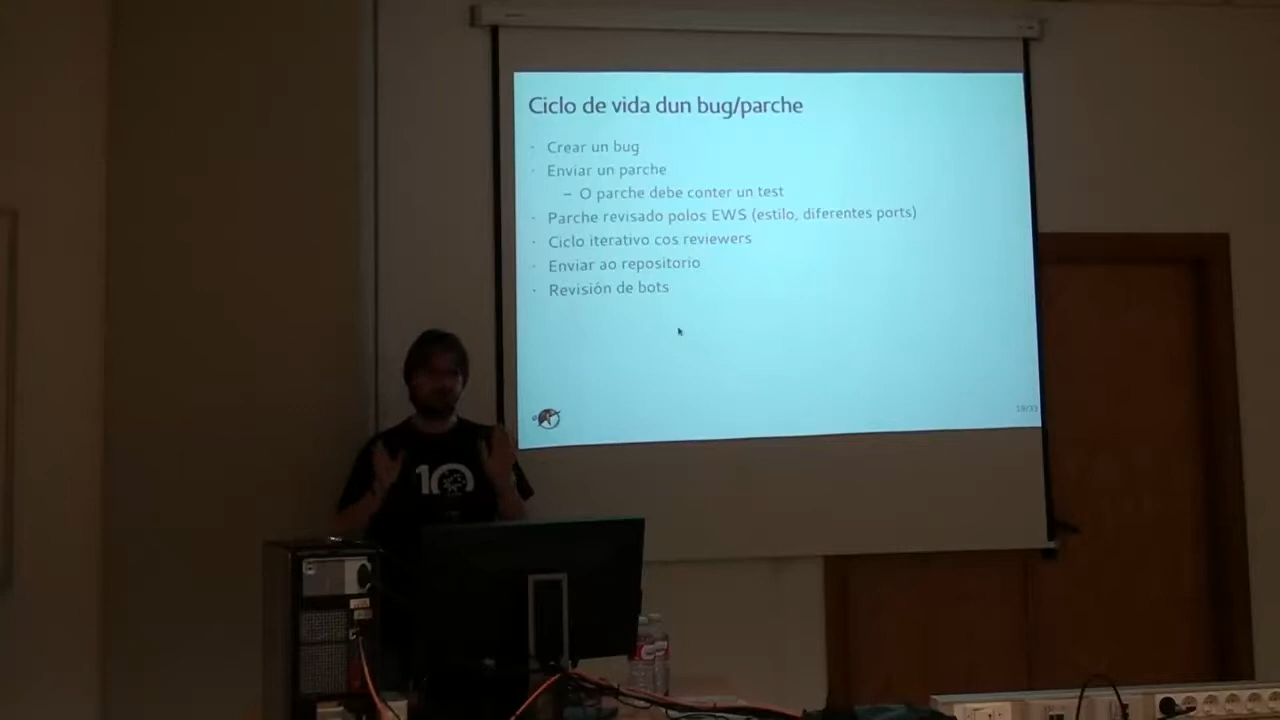 Ciclo de vida dun bug/parche
· Crear un bug
· Enviar un parche
– O parche debe conter un test
· Parche revisado polos EWS (estilo, diferentes ports)
· Ciclo iterativo cos reviewers
· Enviar ao repositorio
· Revisión de bots
10